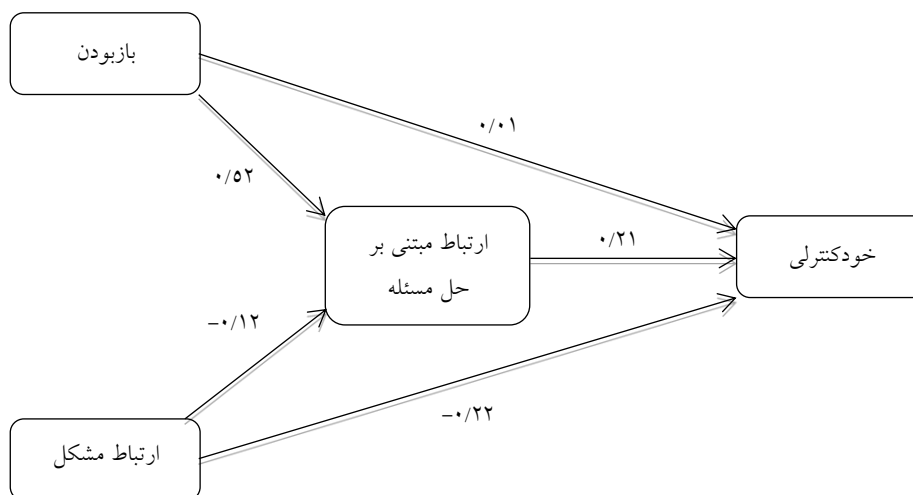 بازبودن
۰/۰۱
۰/۵۲
ارتباط مبتنی بر
حل مسئله
۰/۲۱
خودکنترلی
–۰/۱۲
–۰/۲۲
ارتباط مشکل